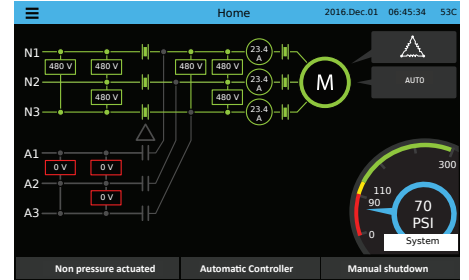 Home
2016.Dec.01 06:45:34 53C
N1
480 V 480 V 480 V 480 V
23.4 A
N2
480 V 480 V
23.4 A
M
AUTO
N3
23.4 A
A1
0 V 0 V
A2
0 V
A3
300
110
90
0
70
PSI
System
Non pressure actuated
Automatic Controller
Manual shutdown